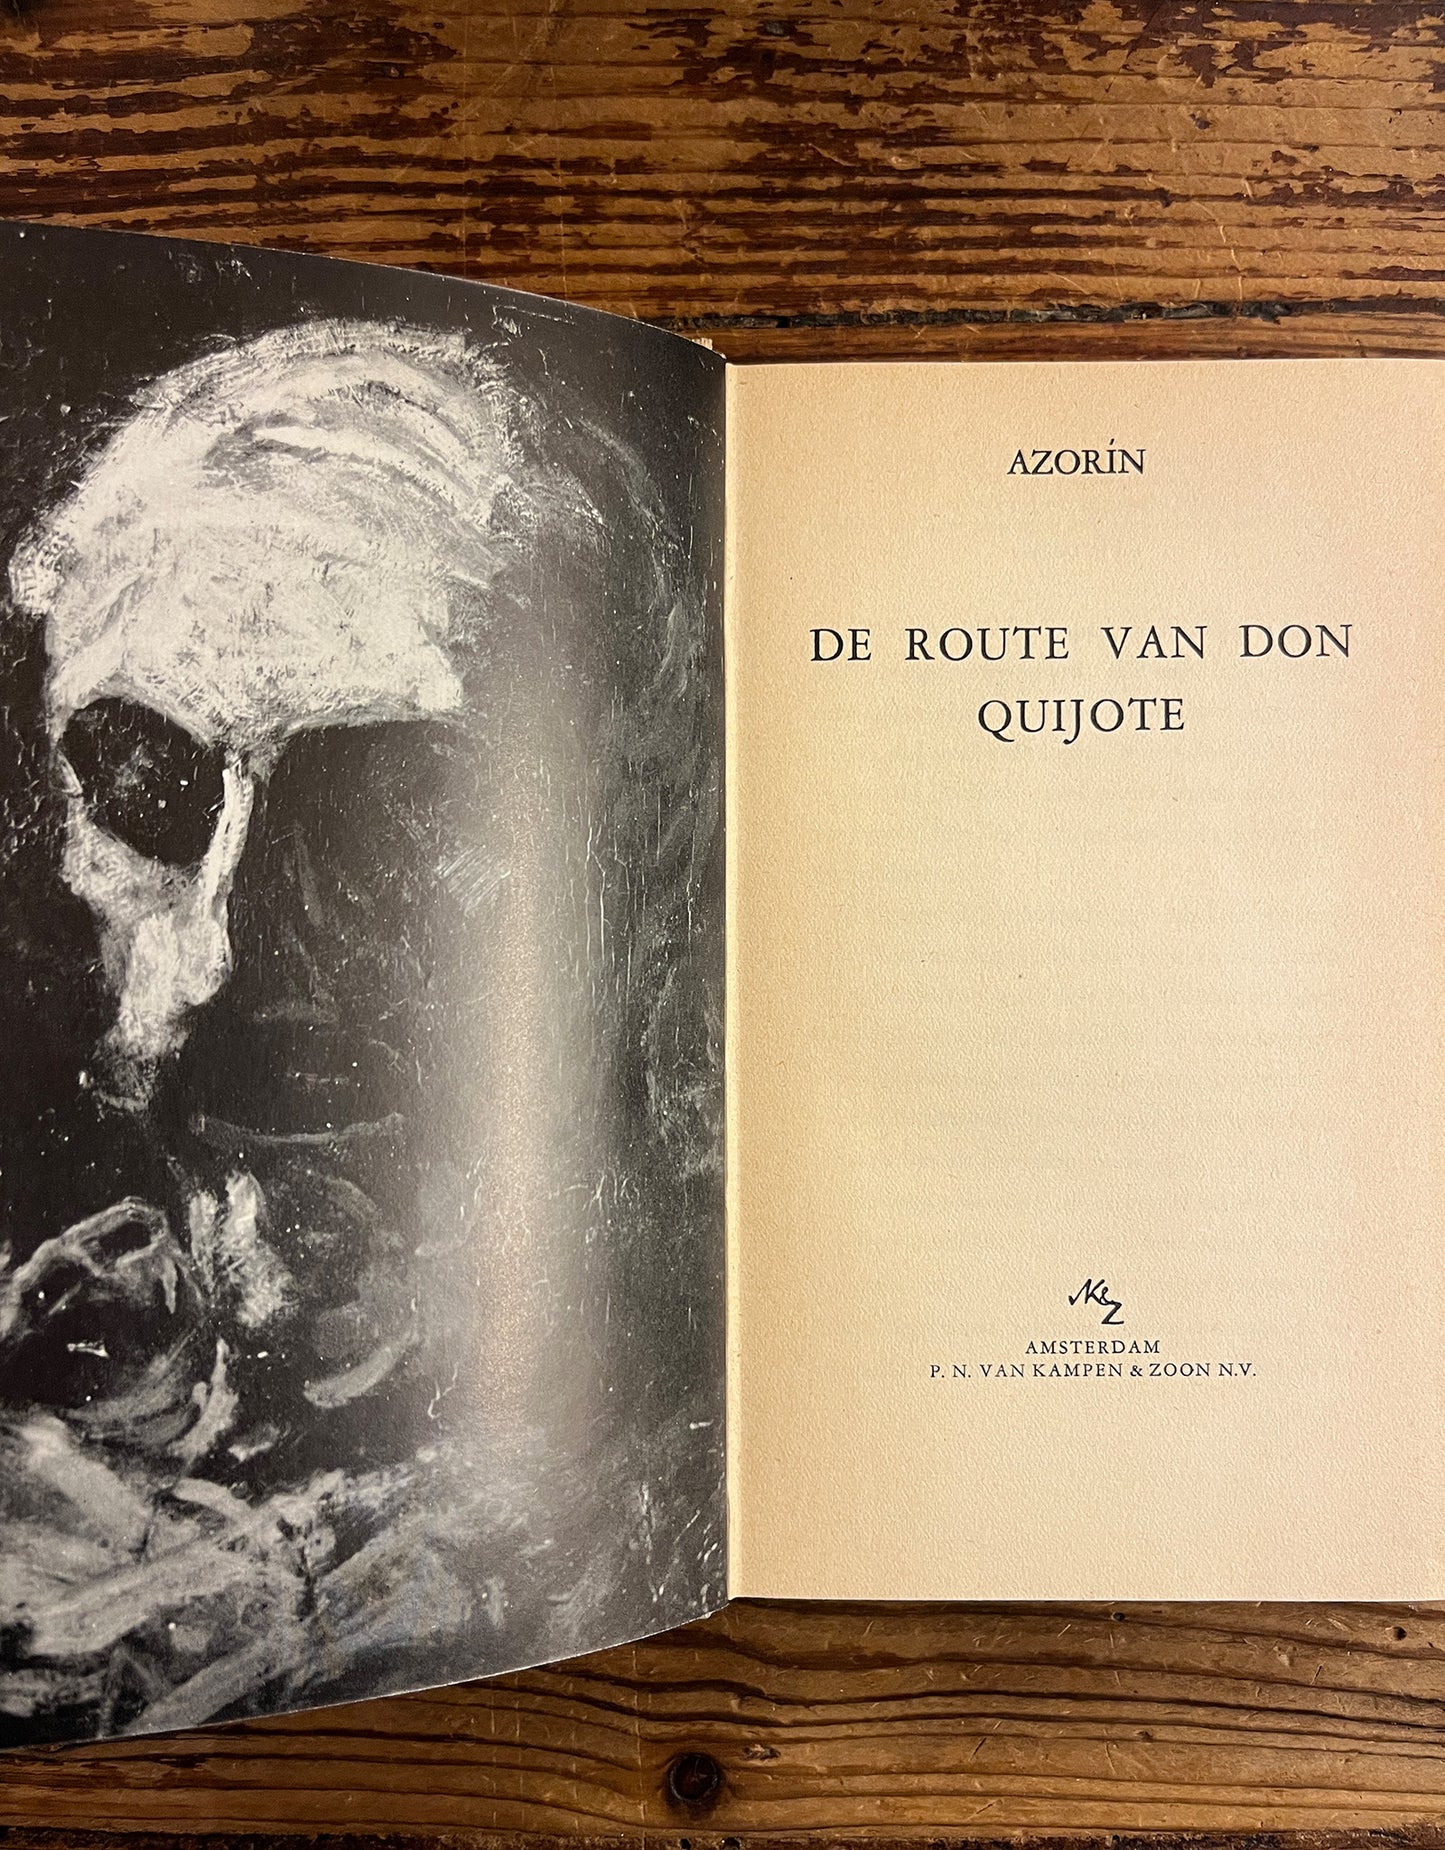 AZORÍN
DE ROUTE VAN DON
QUIJOTE
K&Z
AMSTERDAM
P. N. VAN KAMPEN & ZOON N.V.